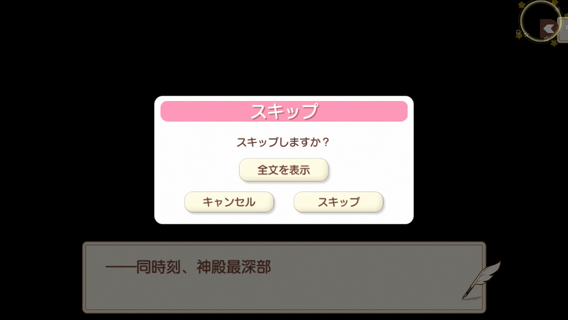 スキップ
スキップしますか？
全文を表示
キャンセル
スキップ
――同時刻、神殿最深部